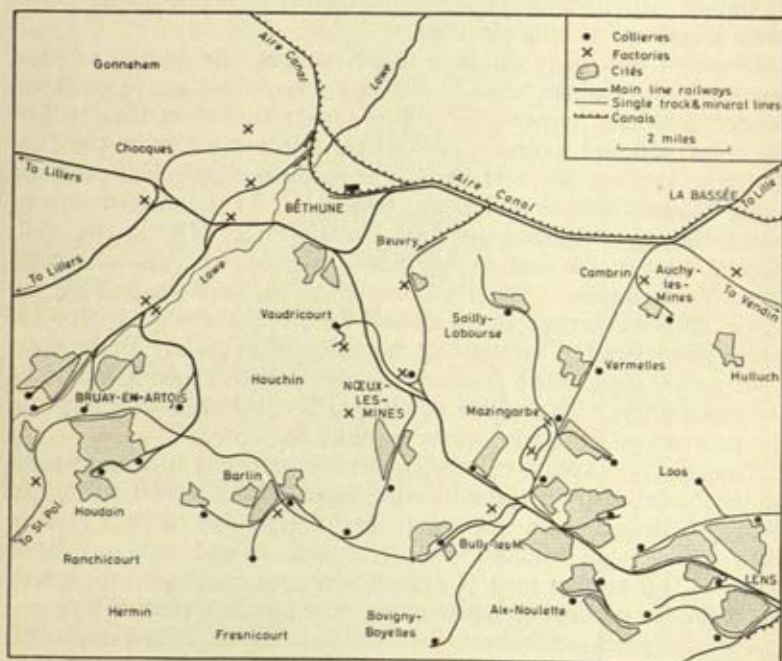 Collieries
Factories
Cités
Main line railways
Single track & mineral lines
Canals
2 miles
Gonnehem
Aire Canal
Lawe
Chocques
To Lillers
BÉTHUNE
Aire Canal
LA BASSÉE
To Lille
Beuvry
To Lillers
Lawe
Cambrin
Auchy-
les-
Mines
To Vendin
Vaudricourt
Sailly-
Labourse
Vermelles
Hulluch
Houchin
NŒUX-
LES-
MINES
BRUAY-EN-ARTOIS
Mazingarbe
Barlin
Loos
Houdain
To St. Pol
Bully-les-M.
Ranchicourt
LENS
Hermin
Bovigny-
Boyelles
Aix-Noulette
Fresnicourt